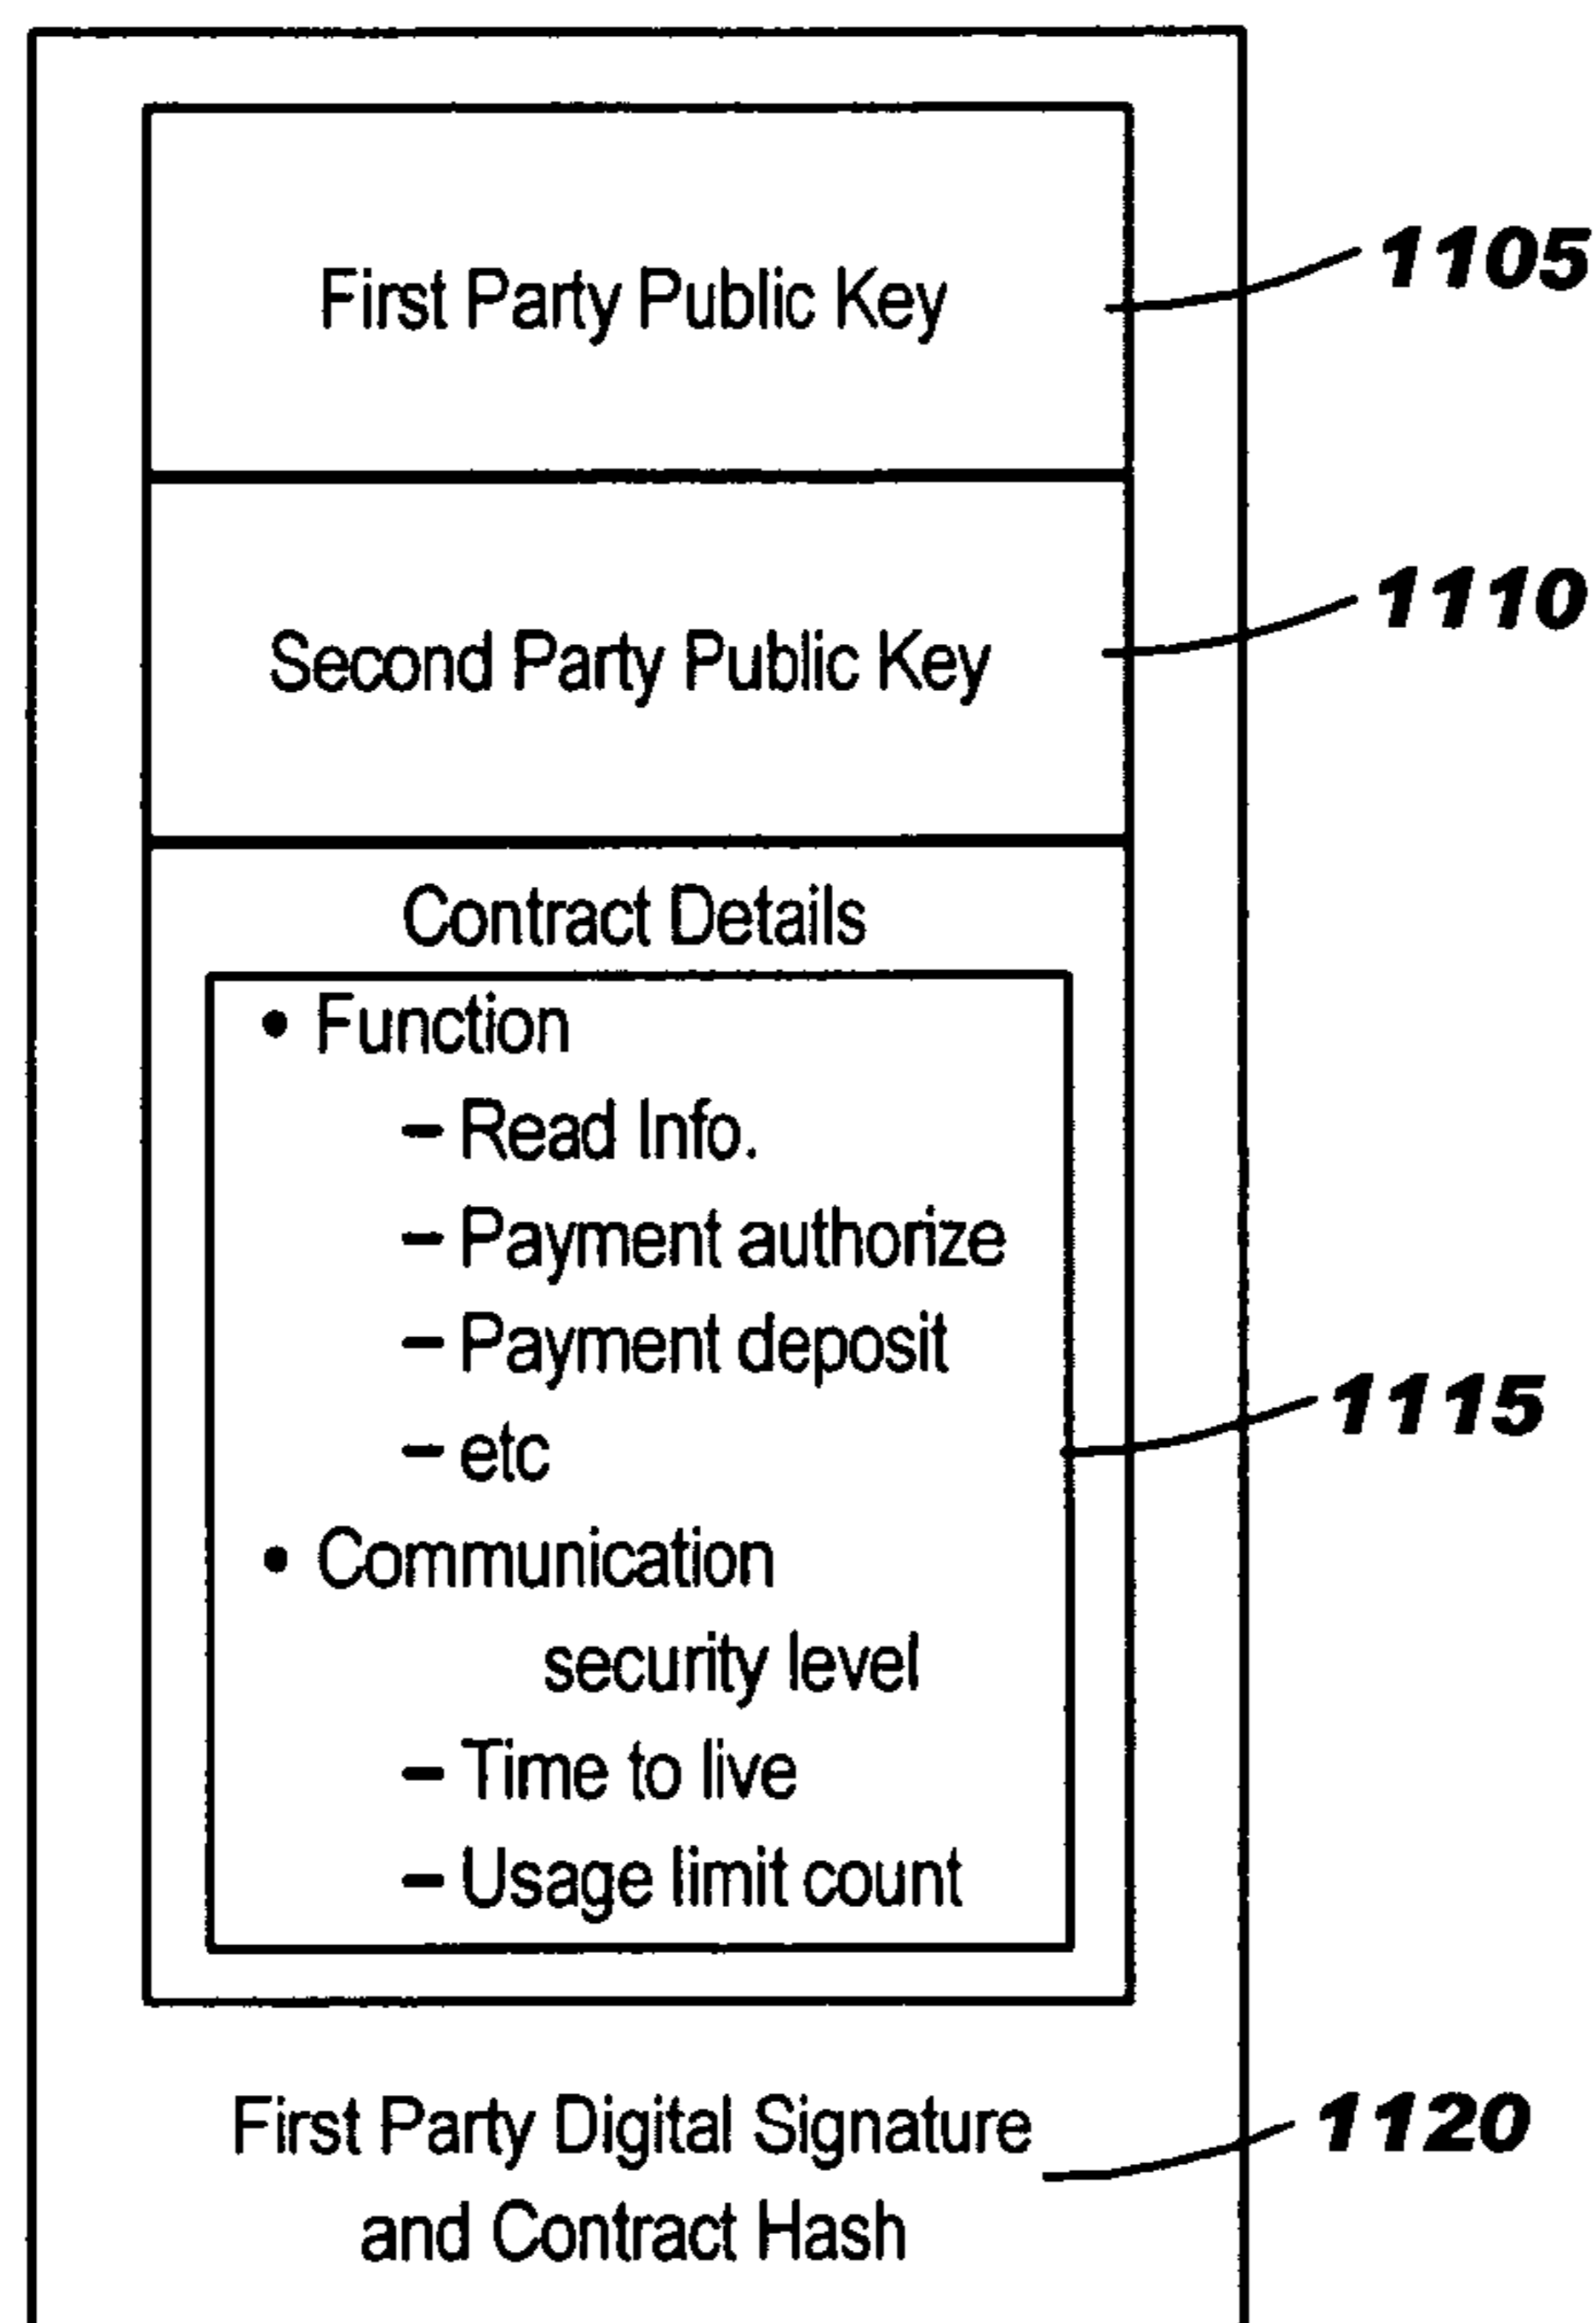 First Party Public Key
1105
Second Party Public Key
1110
Contract Details
• Function
– Read Info.
– Payment authorize
– Payment deposit
– etc
1115
• Communication
security level
– Time to live
– Usage limit count
First Party Digital Signature
1120
and Contract Hash